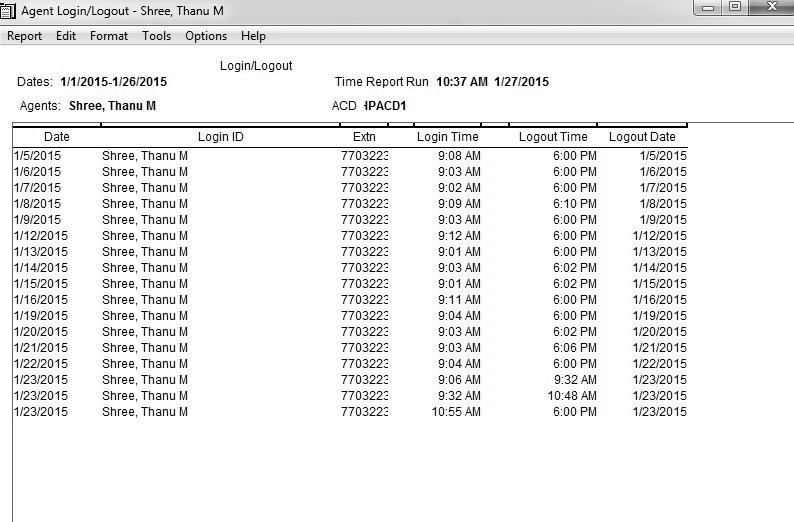 Agent Login/Logout - Shree, Thanu M
Report Edit Format Tools Options Help
Login/Logout
Dates: 1/1/2015-1/26/2015 Time Report Run 10:37 AM 1/27/2015
Agents: Shree, Thanu M ACD IPACD1
Date Login ID Extn Login Time Logout Time Logout Date
1/5/2015 Shree, Thanu M 7703223 9:08 AM 6:00 PM 1/5/2015
1/6/2015 Shree, Thanu M 7703223 9:03 AM 6:00 PM 1/6/2015
1/7/2015 Shree, Thanu M 7703223 9:02 AM 6:00 PM 1/7/2015
1/8/2015 Shree, Thanu M 7703223 9:09 AM 6:10 PM 1/8/2015
1/9/2015 Shree, Thanu M 7703223 9:03 AM 6:00 PM 1/9/2015
1/12/2015 Shree, Thanu M 7703223 9:12 AM 6:00 PM 1/12/2015
1/13/2015 Shree, Thanu M 7703223 9:01 AM 6:00 PM 1/13/2015
1/14/2015 Shree, Thanu M 7703223 9:03 AM 6:02 PM 1/14/2015
1/15/2015 Shree, Thanu M 7703223 9:01 AM 6:02 PM 1/15/2015
1/16/2015 Shree, Thanu M 7703223 9:11 AM 6:00 PM 1/16/2015
1/19/2015 Shree, Thanu M 7703223 9:04 AM 6:00 PM 1/19/2015
1/20/2015 Shree, Thanu M 7703223 9:03 AM 6:02 PM 1/20/2015
1/21/2015 Shree, Thanu M 7703223 9:03 AM 6:06 PM 1/21/2015
1/22/2015 Shree, Thanu M 7703223 9:04 AM 6:00 PM 1/22/2015
1/23/2015 Shree, Thanu M 7703223 9:06 AM 9:32 AM 1/23/2015
1/23/2015 Shree, Thanu M 7703223 9:32 AM 10:48 AM 1/23/2015
1/23/2015 Shree, Thanu M 7703223 10:55 AM 6:00 PM 1/23/2015